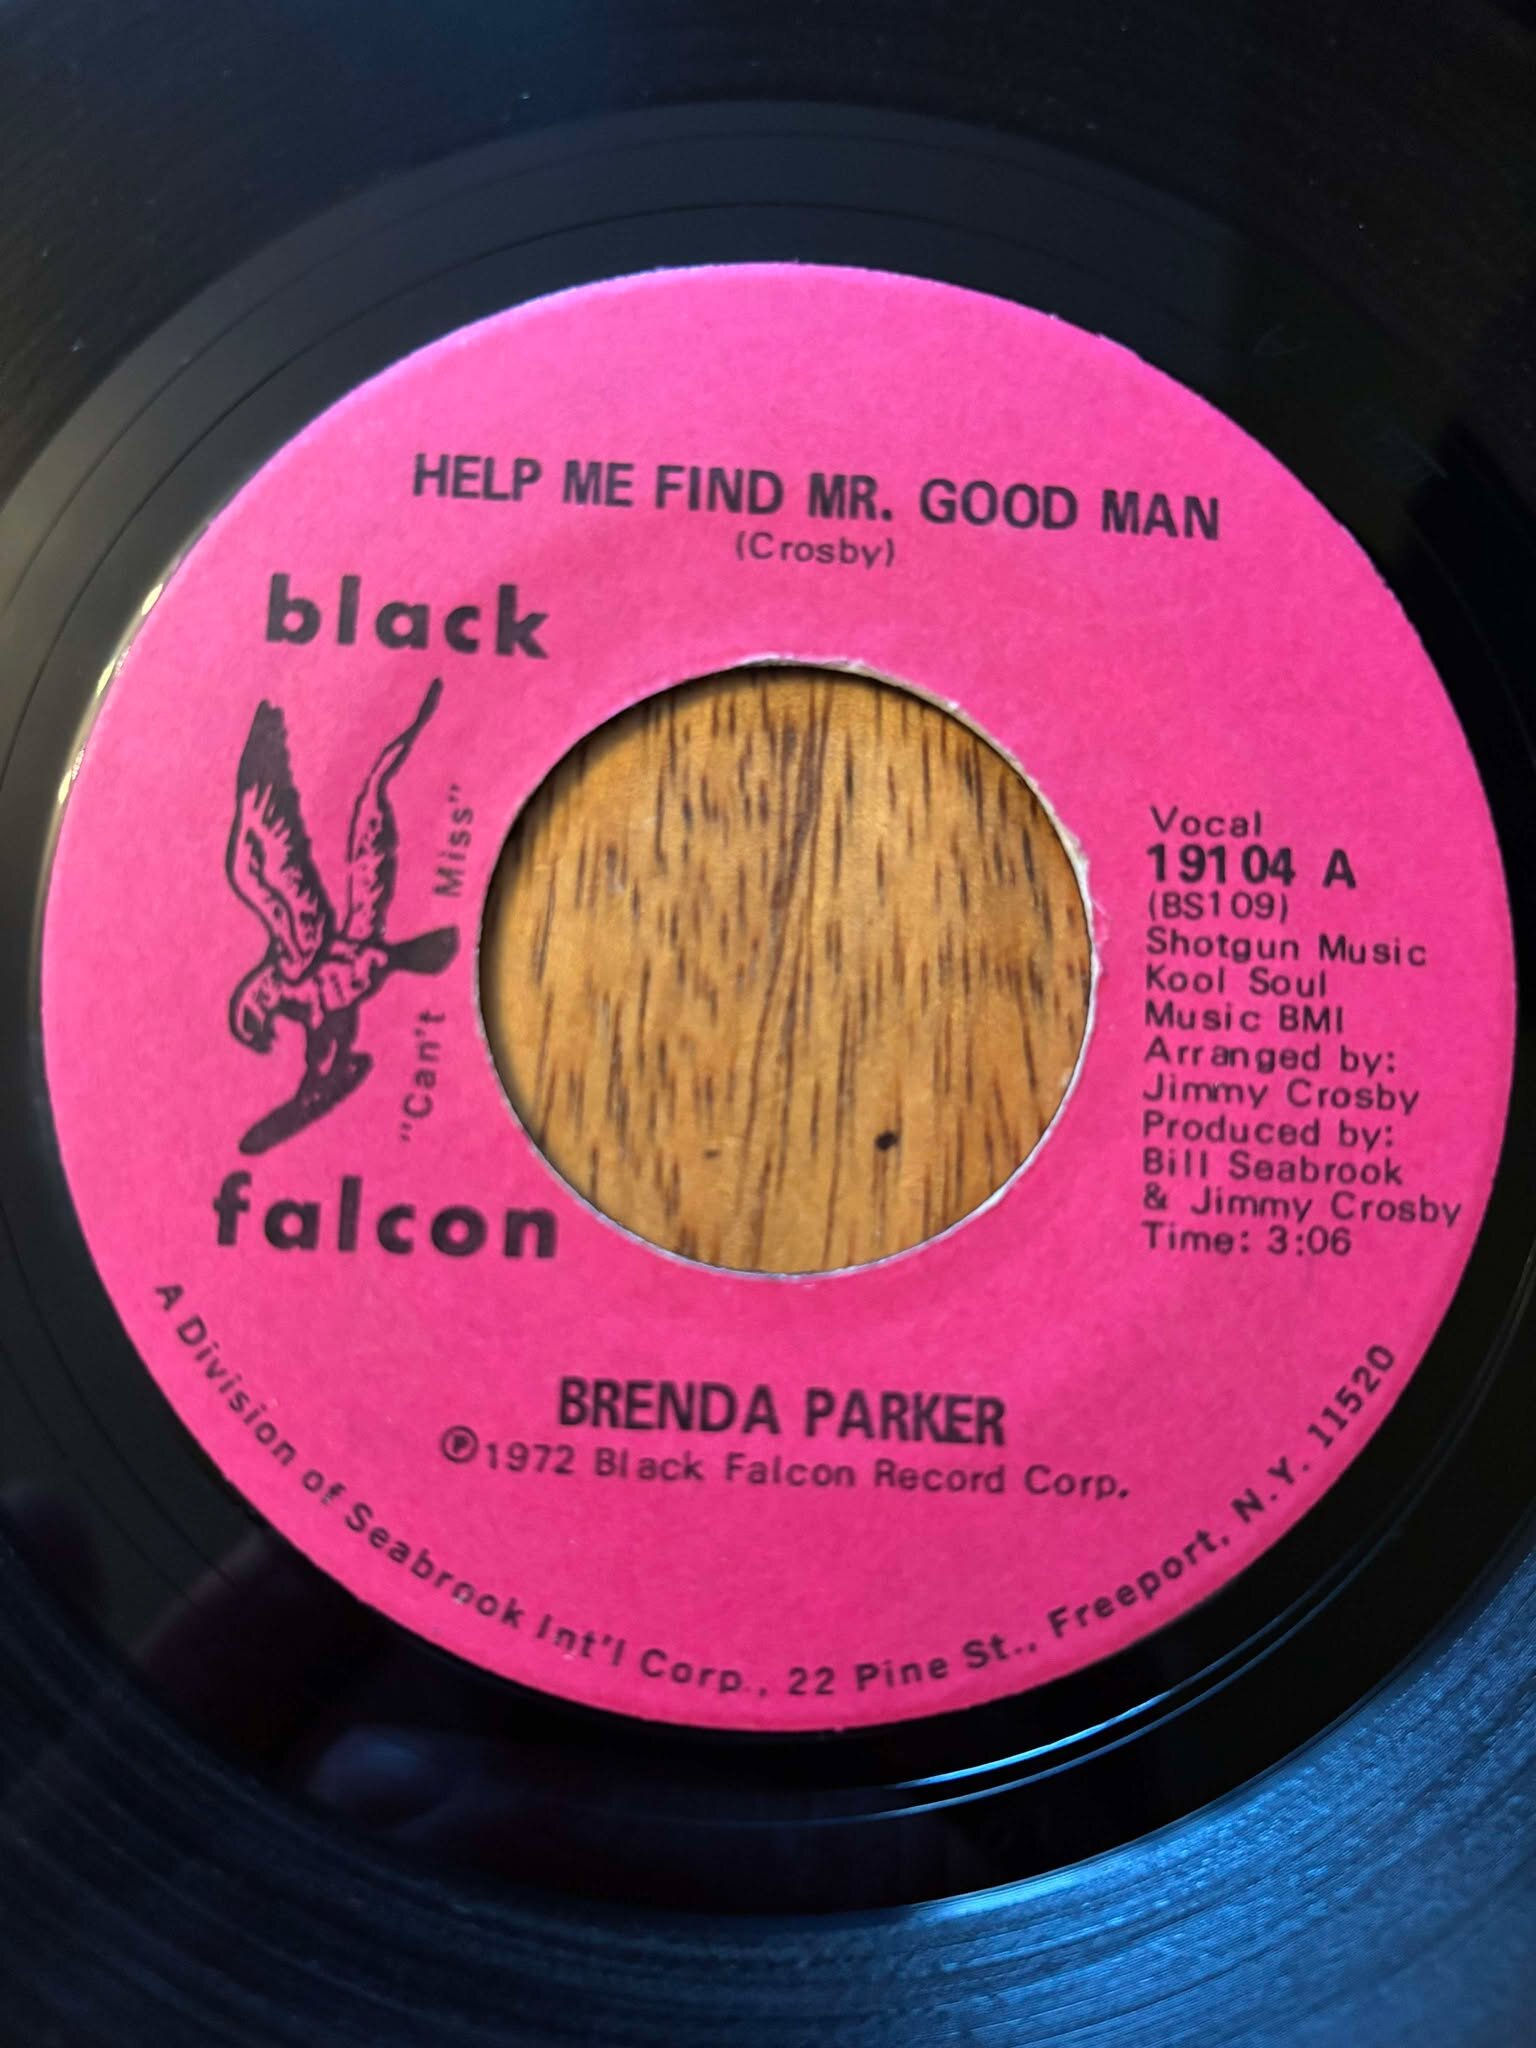 HELP ME FIND MR. GOOD MAN
(Crosby)
black
"Can't Miss"
falcon
Vocal
19104 A
(BS109)
Shotgun Music
Kool Soul
Music BMI
Arranged by:
Jimmy Crosby
Produced by:
Bill Seabrook
& Jimmy Crosby
Time: 3:06
BRENDA PARKER
℗1972 Black Falcon Record Corp.
A Division of Seabrook Int'l Corp., 22 Pine St., Freeport, N.Y. 11520